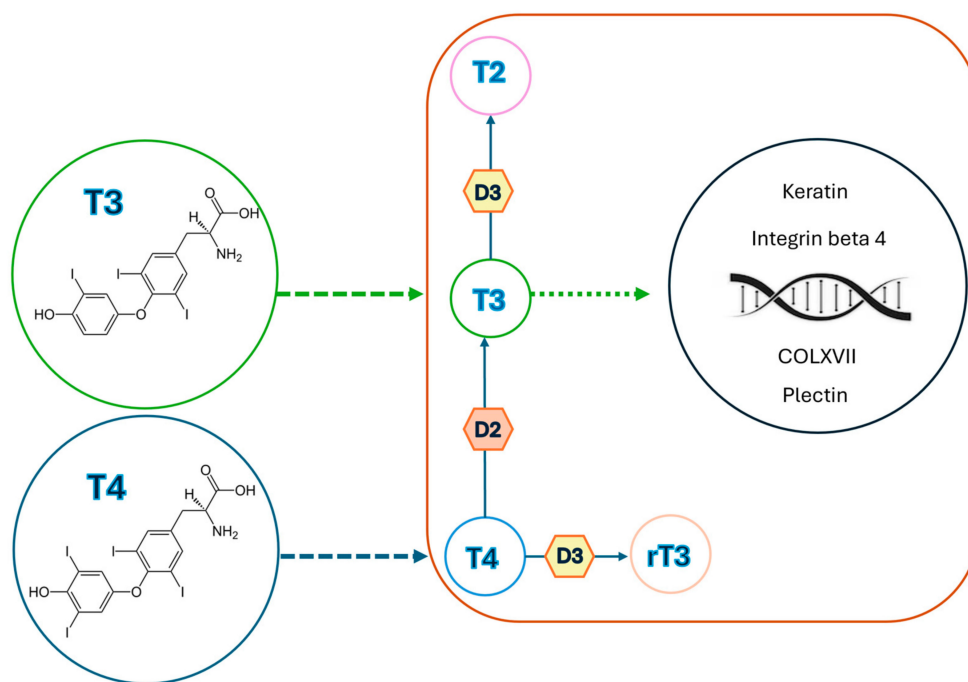 T3
O
H
OH
NH2
I
I
I
HO
O
T4
O
H
OH
NH2
I
I
I
HO
O
I
T2
D3
T3
D2
T4
D3
rT3
Keratin
Integrin beta 4
COLXVII
Plectin